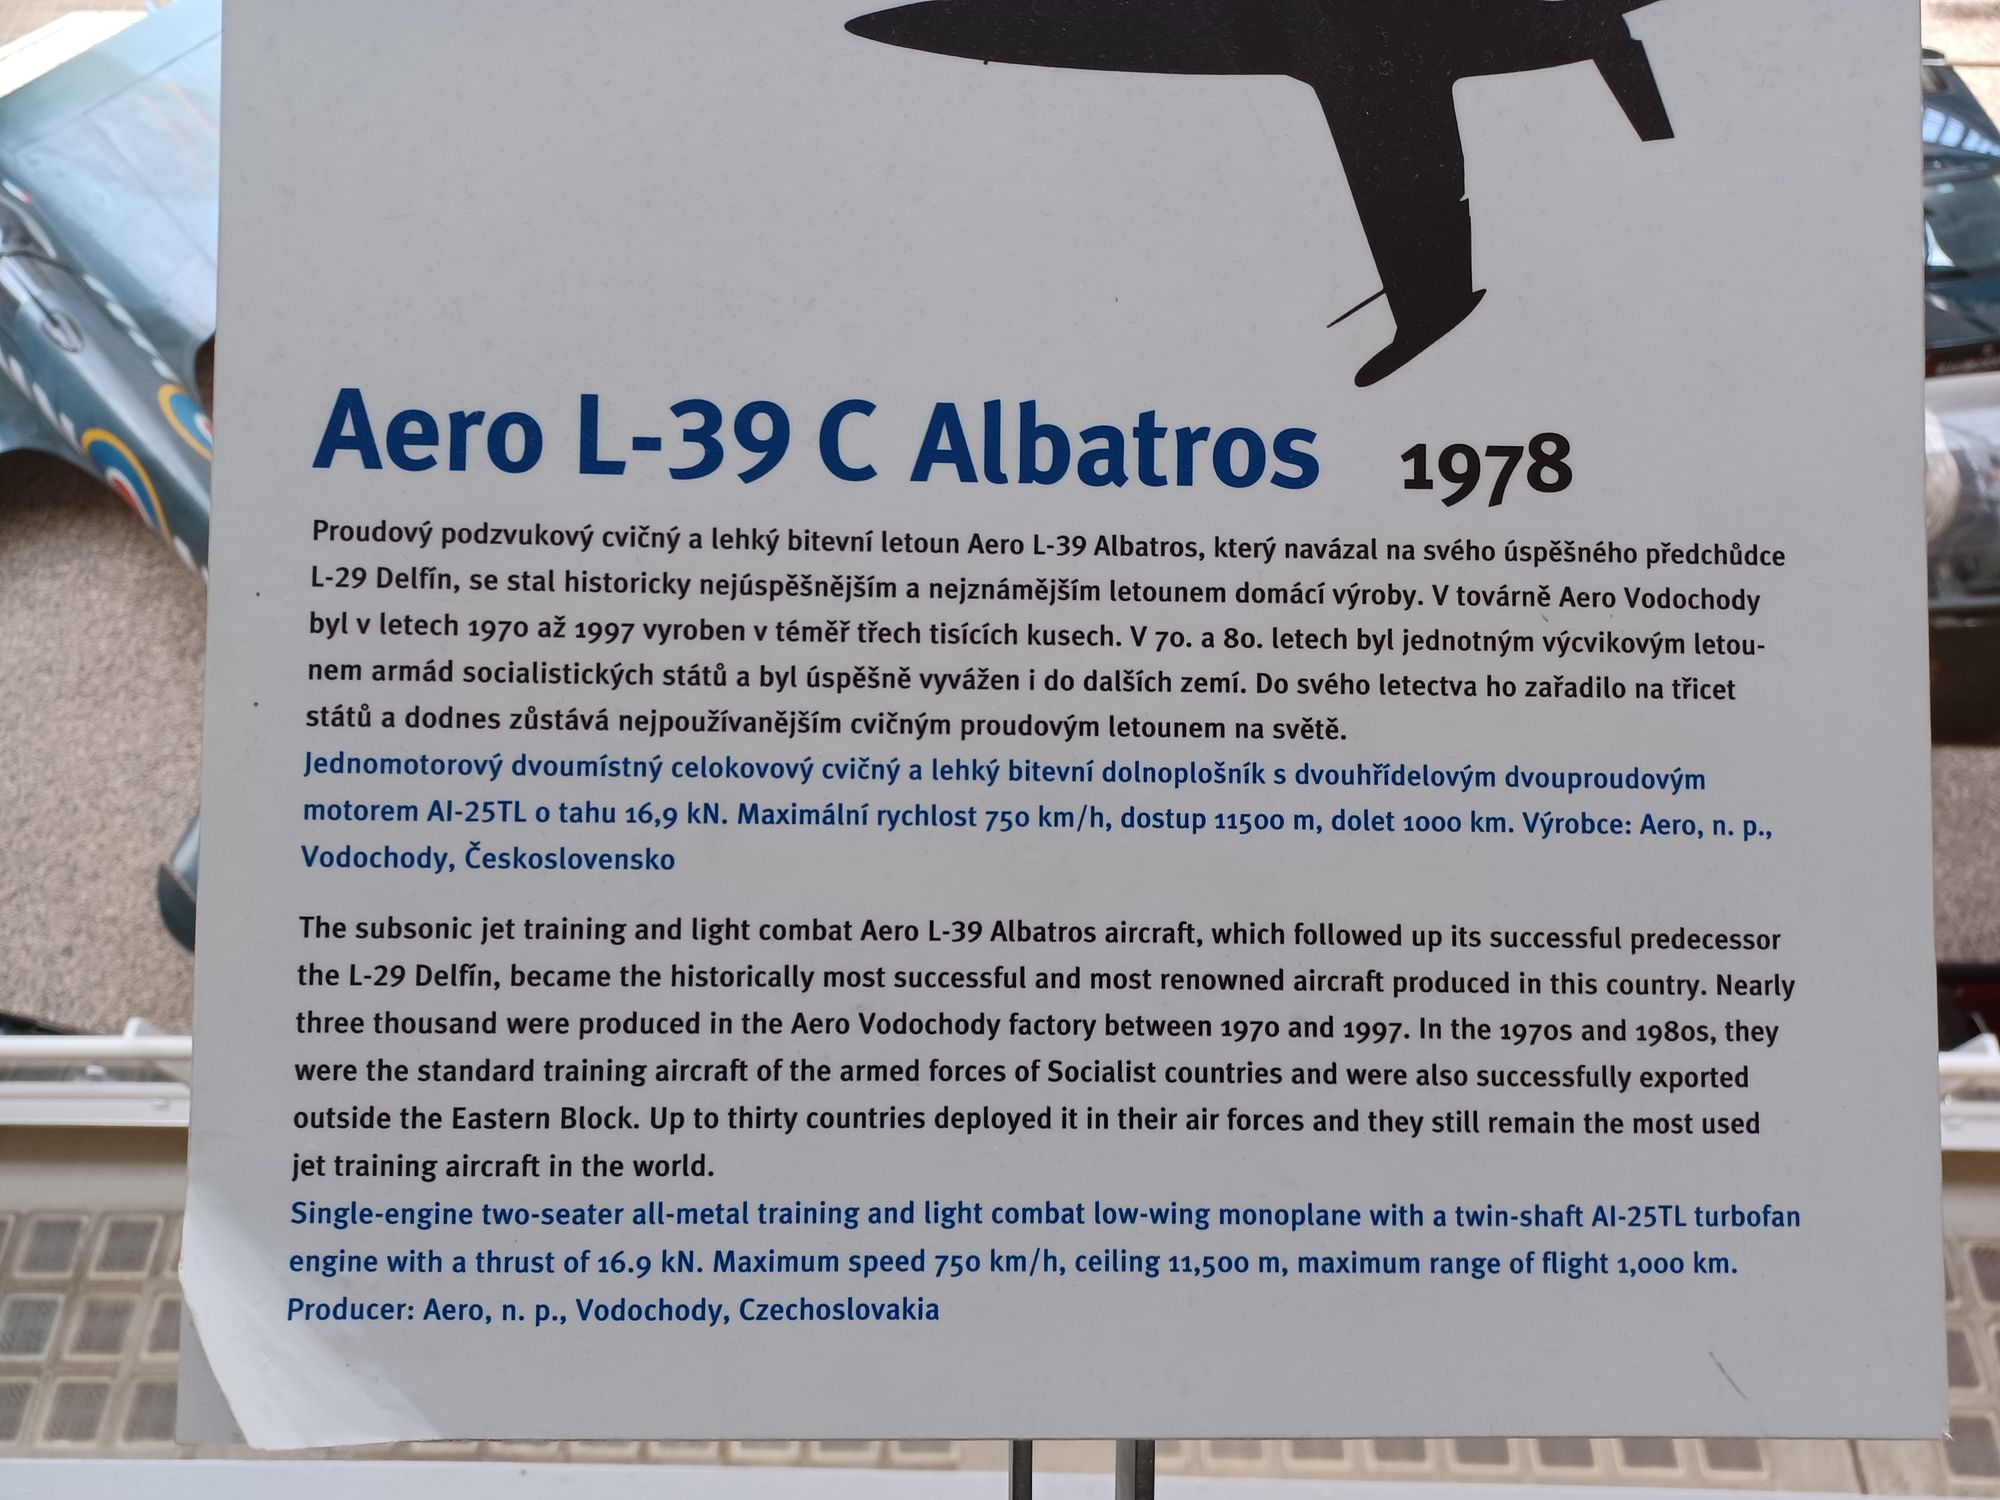 Aero L-39 C Albatros 1978
Proudový podzvukový cvičný a lehký bitevní letoun Aero L-39 Albatros, který navázal na svého úspěšného předchůdce
L-29 Delfín, se stal historicky nejúspěšnějším a nejznámějším letounem domácí výroby. V továrně Aero Vodochody
byl v letech 1970 až 1997 vyroben v téměř třech tisících kusech. V 70. a 80. letech byl jednotným výcvikovým letou-
nem armád socialistických států a byl úspěšně vyvážen i do dalších zemí. Do svého letectva ho zařadilo na třicet
států a dodnes zůstává nejpoužívanějším cvičným proudovým letounem na světě.
Jednomotorový dvoumístný celokovový cvičný a lehký bitevní dolnoplošník s dvouhřídelovým dvouproudovým
motorem AI-25TL o tahu 16,9 kN. Maximální rychlost 750 km/h, dostup 11500 m, dolet 1000 km. Výrobce: Aero, n. p.,
Vodochody, Československo
The subsonic jet training and light combat Aero L-39 Albatros aircraft, which followed up its successful predecessor
the L-29 Delfín, became the historically most successful and most renowned aircraft produced in this country. Nearly
three thousand were produced in the Aero Vodochody factory between 1970 and 1997. In the 1970s and 1980s, they
were the standard training aircraft of the armed forces of Socialist countries and were also successfully exported
outside the Eastern Block. Up to thirty countries deployed it in their air forces and they still remain the most used
jet training aircraft in the world.
Single-engine two-seater all-metal training and light combat low-wing monoplane with a twin-shaft AI-25TL turbofan
engine with a thrust of 16.9 kN. Maximum speed 750 km/h, ceiling 11,500 m, maximum range of flight 1,000 km.
Producer: Aero, n. p., Vodochody, Czechoslovakia